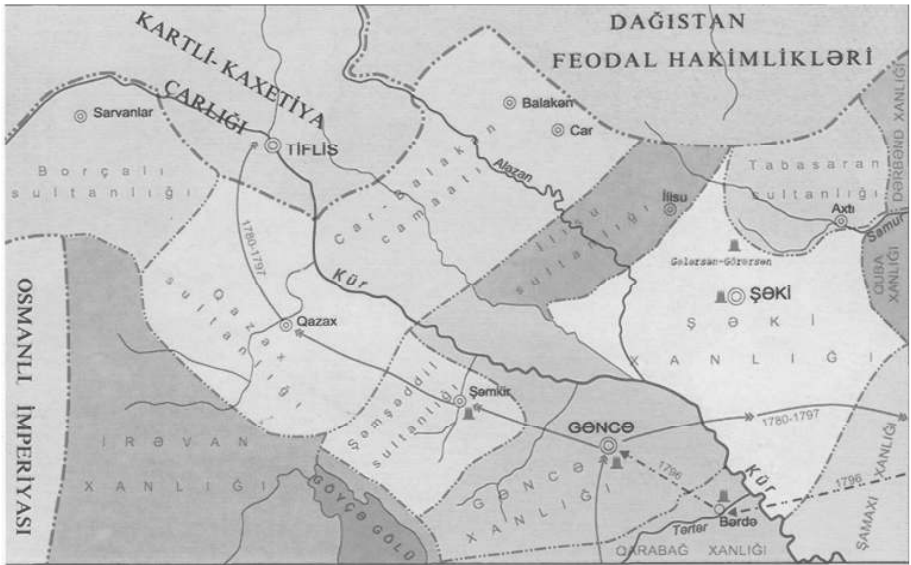 DAĞISTAN
FEODAL HAKİMLİKLƏRİ
KARTLİ-KAXETİYA
ÇARLIĞI
Sarvanlar
Balakən
Car
TİFLİS
Borçalı
sultanlığı
Car-Balakən
camaatı
Alazan
Tabasaran
sultanlığı
DƏRBƏND XANLIĞI
İlisu
İlisu
sultanlığı
Axtı
Samur
QUBA
XANLIĞI
Gələrsən-Görərsən
1780-1797
Kür
OSMANLI İMPERİYASI
Qazax
Qazax
sultanlığı
ŞƏKİ
ŞƏKİ
XANLIĞI
Şəmkir
Şəmşəddil
sultanlığı
GƏNCƏ
1780-1797
İRƏVAN
XANLIĞI
GÖYÇƏ GÖLÜ
GƏNCƏ
XANLIĞI
1796
Kür
1796
Tərtər
Bərdə
QARABAĞ XANLIĞI
ŞAMAXI XANLIĞI